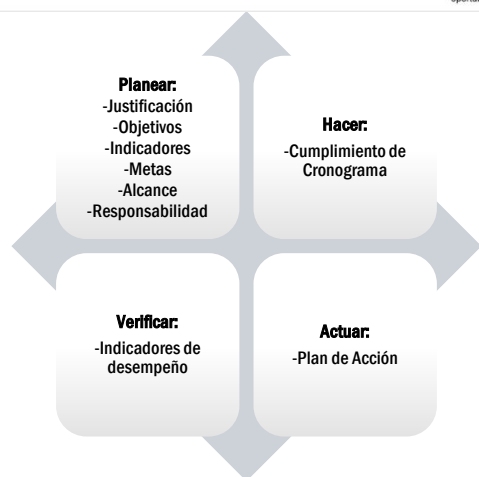 Planear:
-Justificación
-Objetivos
-Indicadores
-Metas
-Alcance
-Responsabilidad
Hacer:
-Cumplimiento de
Cronograma
Verificar:
-Indicadores de
desempeño
Actuar:
-Plan de Acción